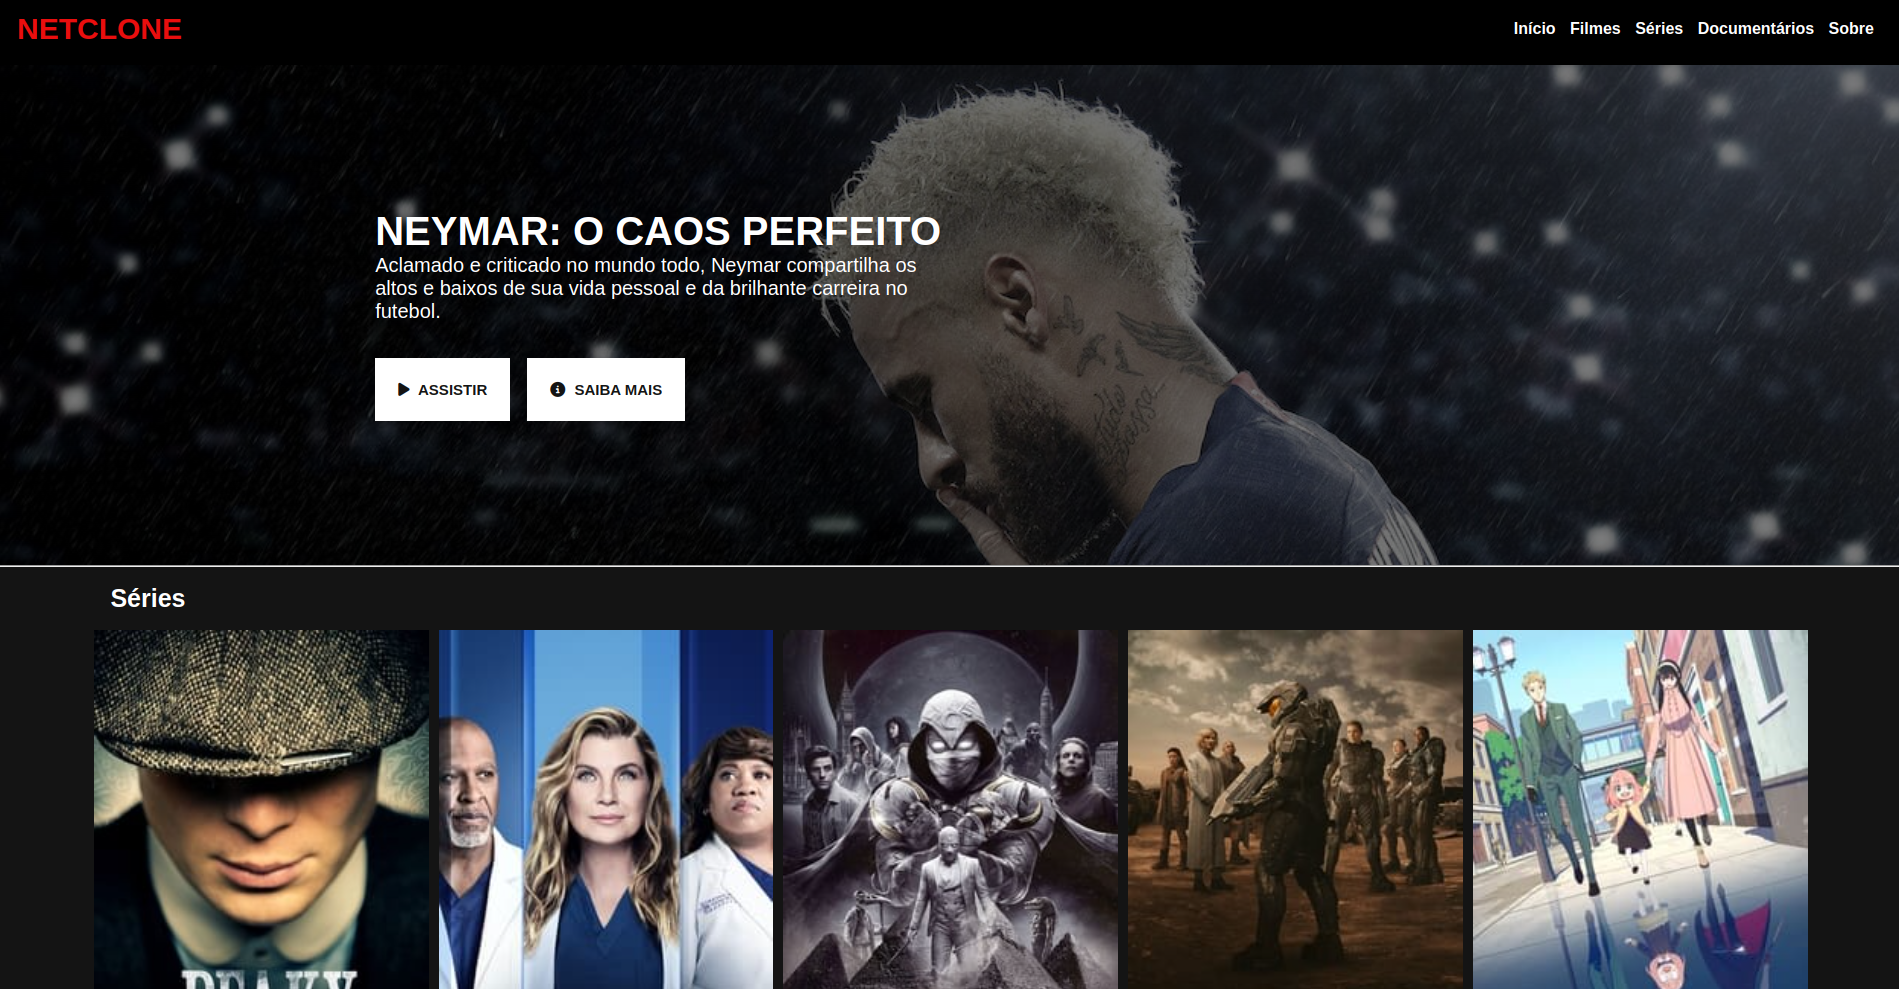 NETCLONE
Início Filmes Séries Documentários Sobre
NEYMAR: O CAOS PERFEITO
Aclamado e criticado no mundo todo, Neymar compartilha os
altos e baixos de sua vida pessoal e da brilhante carreira no
futebol.
ASSISTIR SAIBA MAIS
Séries
PEAKY